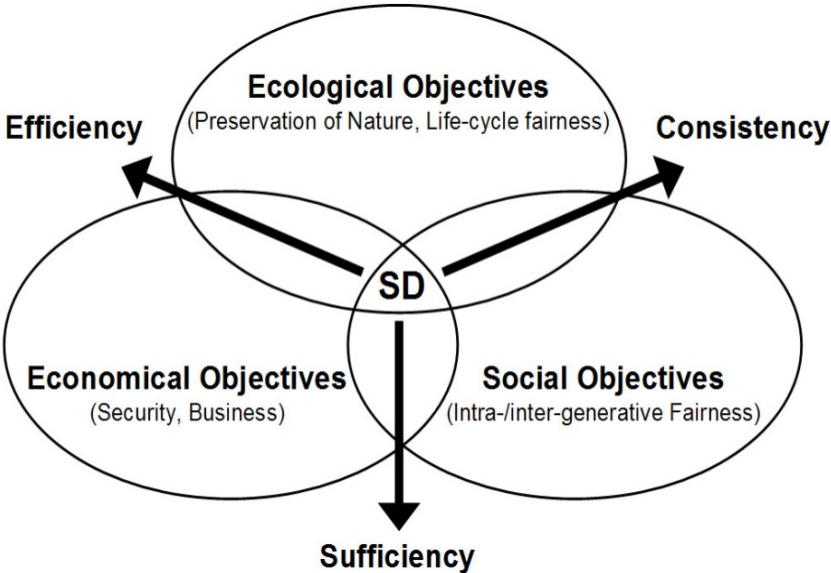 Ecological Objectives
(Preservation of Nature, Life-cycle fairness)
Efficiency
Consistency
SD
Economical Objectives
(Security, Business)
Social Objectives
(Intra-/inter-generative Fairness)
Sufficiency